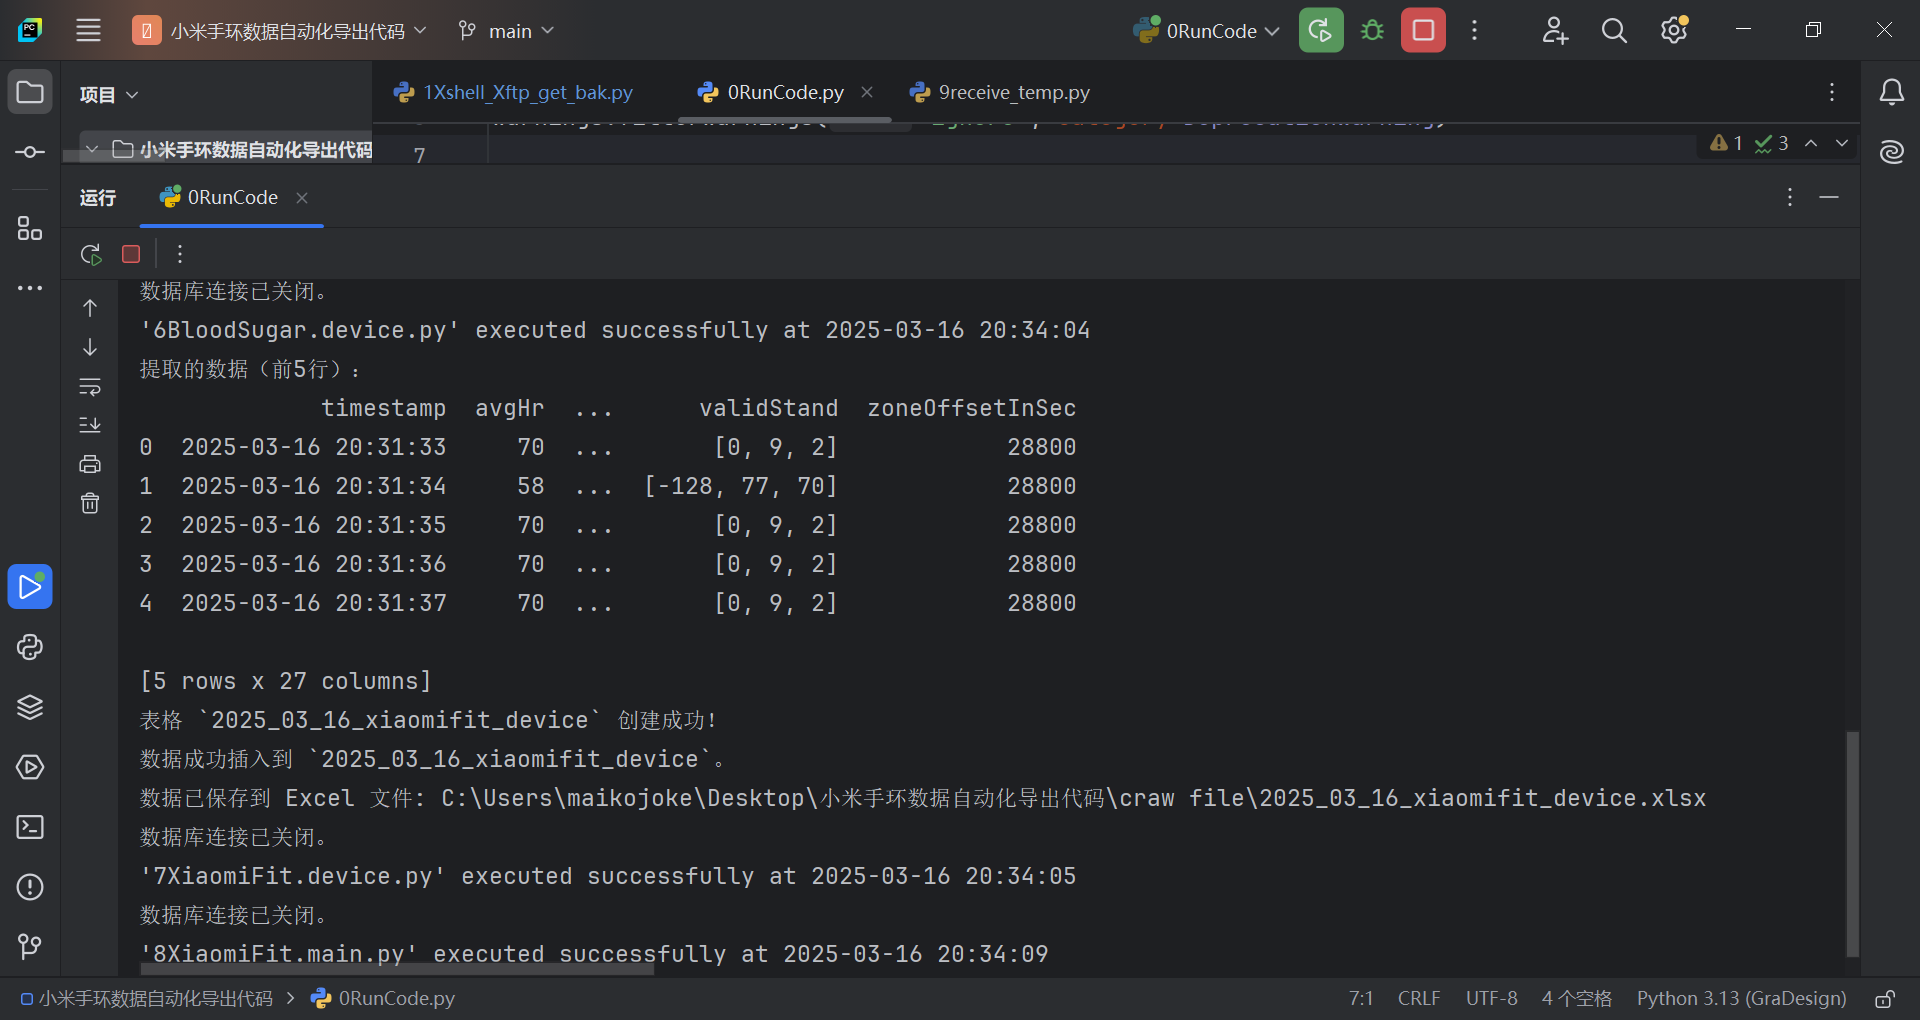 小米手环数据自动化导出代码 main 0RunCode
项目 1Xshell_Xftp_get_bak.py 0RunCode.py 9receive_temp.py
小米手环数据自动化导出代码 7 1 3
运行 0RunCode
数据库连接已关闭。
'6BloodSugar.device.py' executed successfully at 2025-03-16 20:34:04
提取的数据（前5行）:
timestamp avgHr ... validStand zoneOffsetInSec
0 2025-03-16 20:31:33 70 ... [0, 9, 2] 28800
1 2025-03-16 20:31:34 58 ... [-128, 77, 70] 28800
2 2025-03-16 20:31:35 70 ... [0, 9, 2] 28800
3 2025-03-16 20:31:36 70 ... [0, 9, 2] 28800
4 2025-03-16 20:31:37 70 ... [0, 9, 2] 28800
[5 rows x 27 columns]
表格 `2025_03_16_xiaomifit_device` 创建成功!
数据成功插入到 `2025_03_16_xiaomifit_device`。
数据已保存到 Excel 文件: C:\Users\maikojoke\Desktop\小米手环数据自动化导出代码\craw file\2025_03_16_xiaomifit_device.xlsx
数据库连接已关闭。
'7XiaomiFit.device.py' executed successfully at 2025-03-16 20:34:05
数据库连接已关闭。
'8XiaomiFit.main.py' executed successfully at 2025-03-16 20:34:09
小米手环数据自动化导出代码 > 0RunCode.py 7:1 CRLF UTF-8 4 个空格 Python 3.13 (GraDesign)